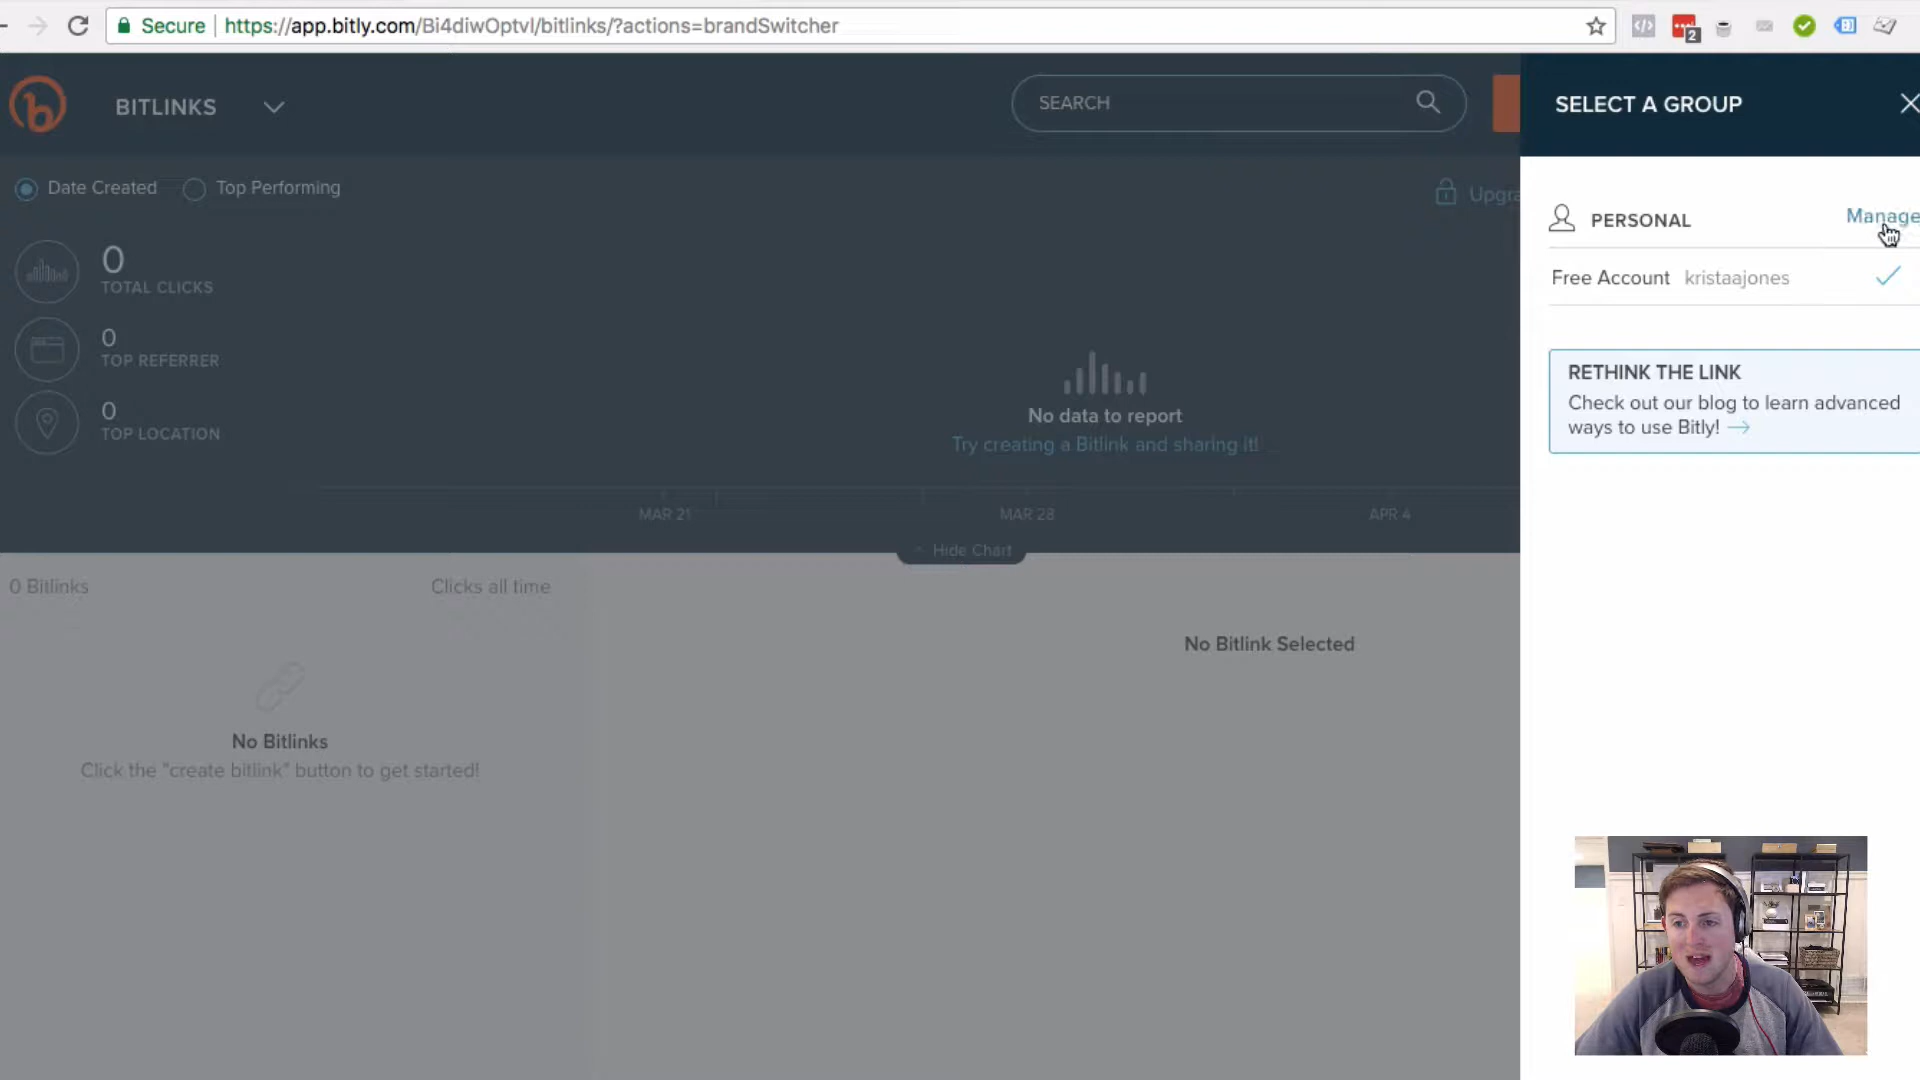 Secure https://app.bitly.com/Bi4diwOptvl/bitlinks/?actions=brandSwitcher
2
BITLINKS
SEARCH
SELECT A GROUP
Date Created
Top Performing
Upgra
PERSONAL
Manage
0
TOTAL CLICKS
Free Account kristaajones
0
TOP REFERRER
0
TOP LOCATION
No data to report
Try creating a Bitlink and sharing it!
RETHINK THE LINK
Check out our blog to learn advanced
ways to use Bitly! →
MAR 21
MAR 28
APR 4
Hide Chart
0 Bitlinks
Clicks all time
No Bitlink Selected
No Bitlinks
Click the "create bitlink" button to get started!